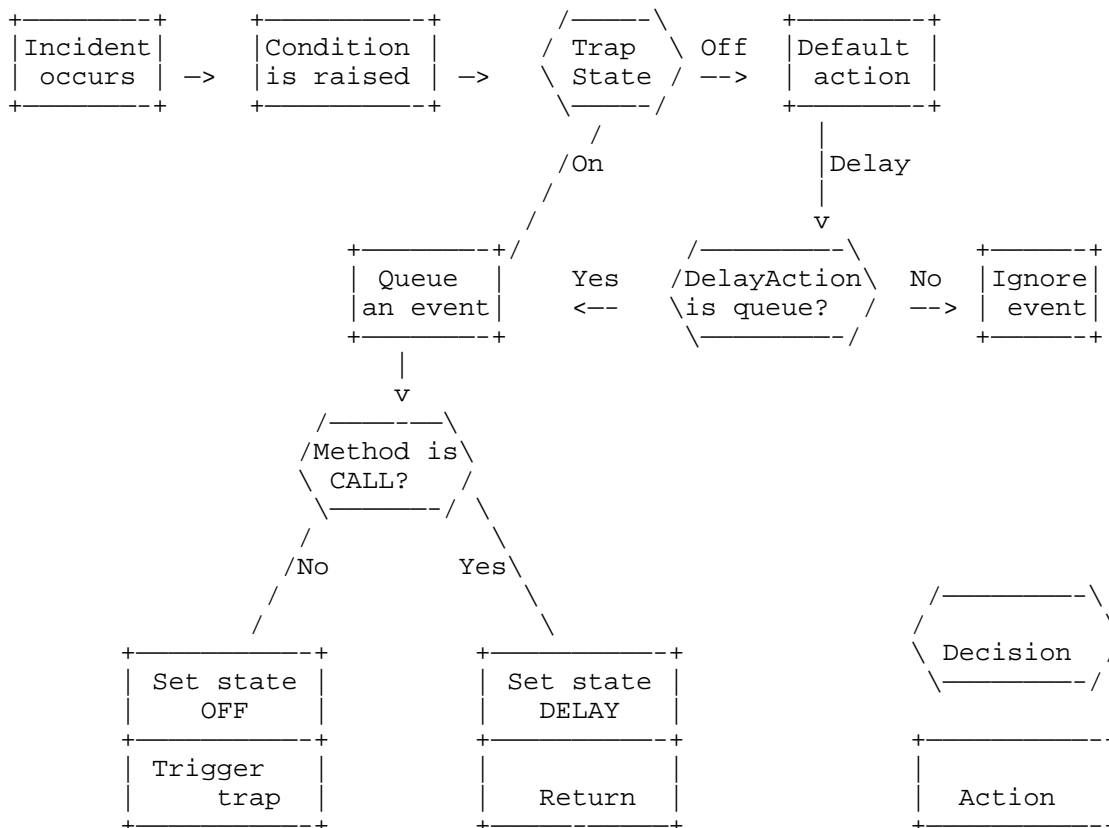 Incident
occurs
Condition
is raised
Trap
State
Off
Default
action
On
Delay
Queue
an event
Yes
DelayAction
is queue?
No
Ignore
event
Method is
CALL?
No
Yes
Set state
OFF
Trigger
trap
Set state
DELAY
Return
Decision
Action